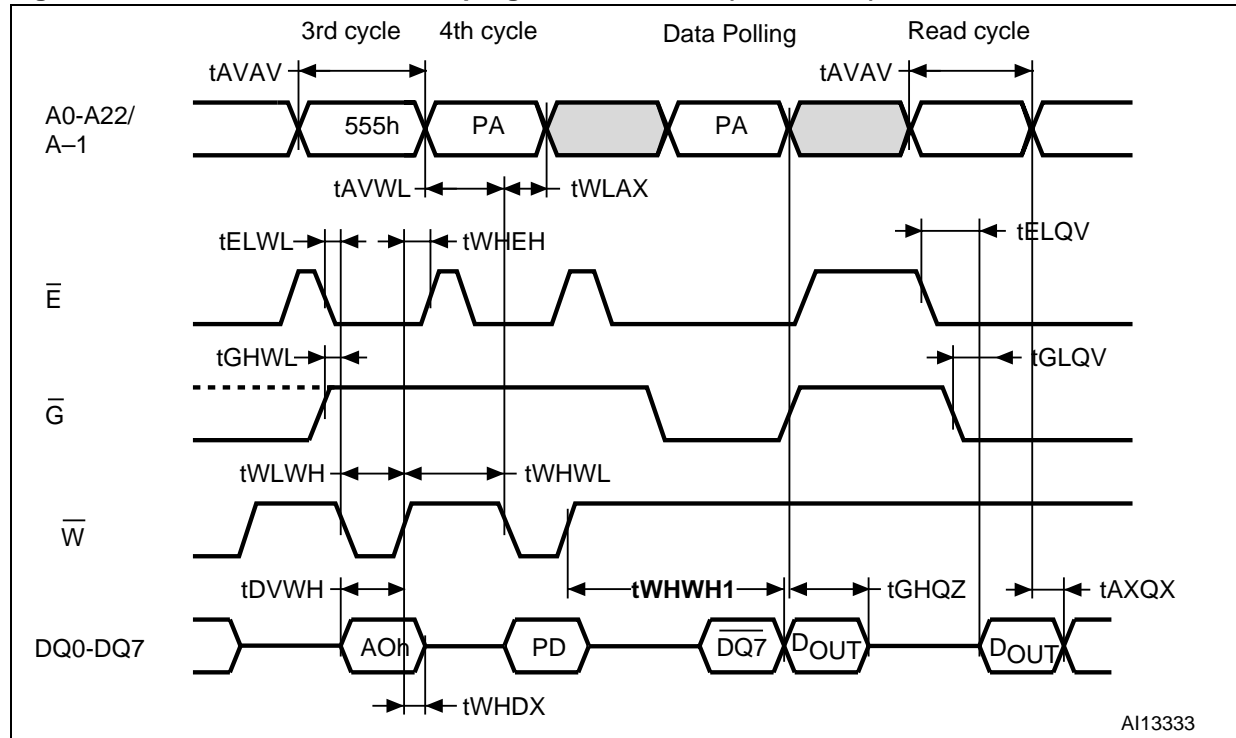 3rd cycle 4th cycle Data Polling Read cycle
tAVAV tAVAV
A0-A22/
A–1
555h PA PA
tAVWL tWLAX
tELWL tWHEH tELQV
E
tGHWL tGLQV
G
tWLWH tWHWL
W
tDVWH tWHWH1 tGHQZ tAXQX
DQ0-DQ7 AOh PD DQ7 DOUT DOUT
tWHDX
AI13333